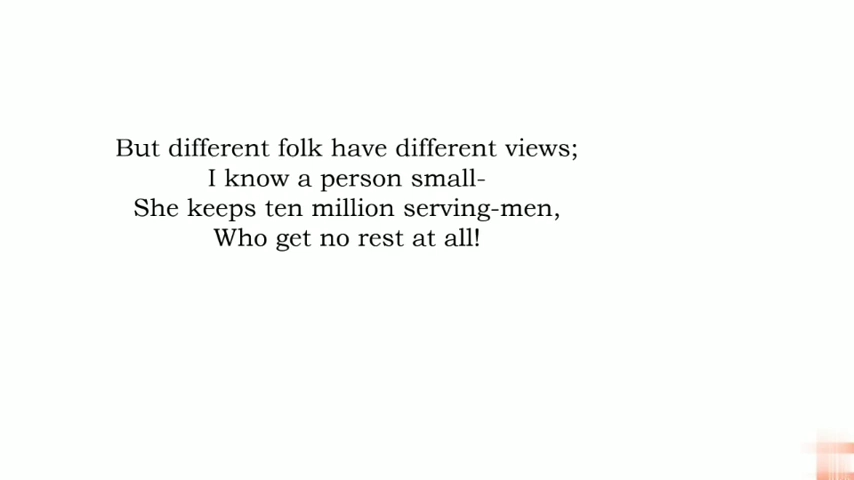 But different folk have different views;
I know a person small-
She keeps ten million serving-men,
Who get no rest at all!